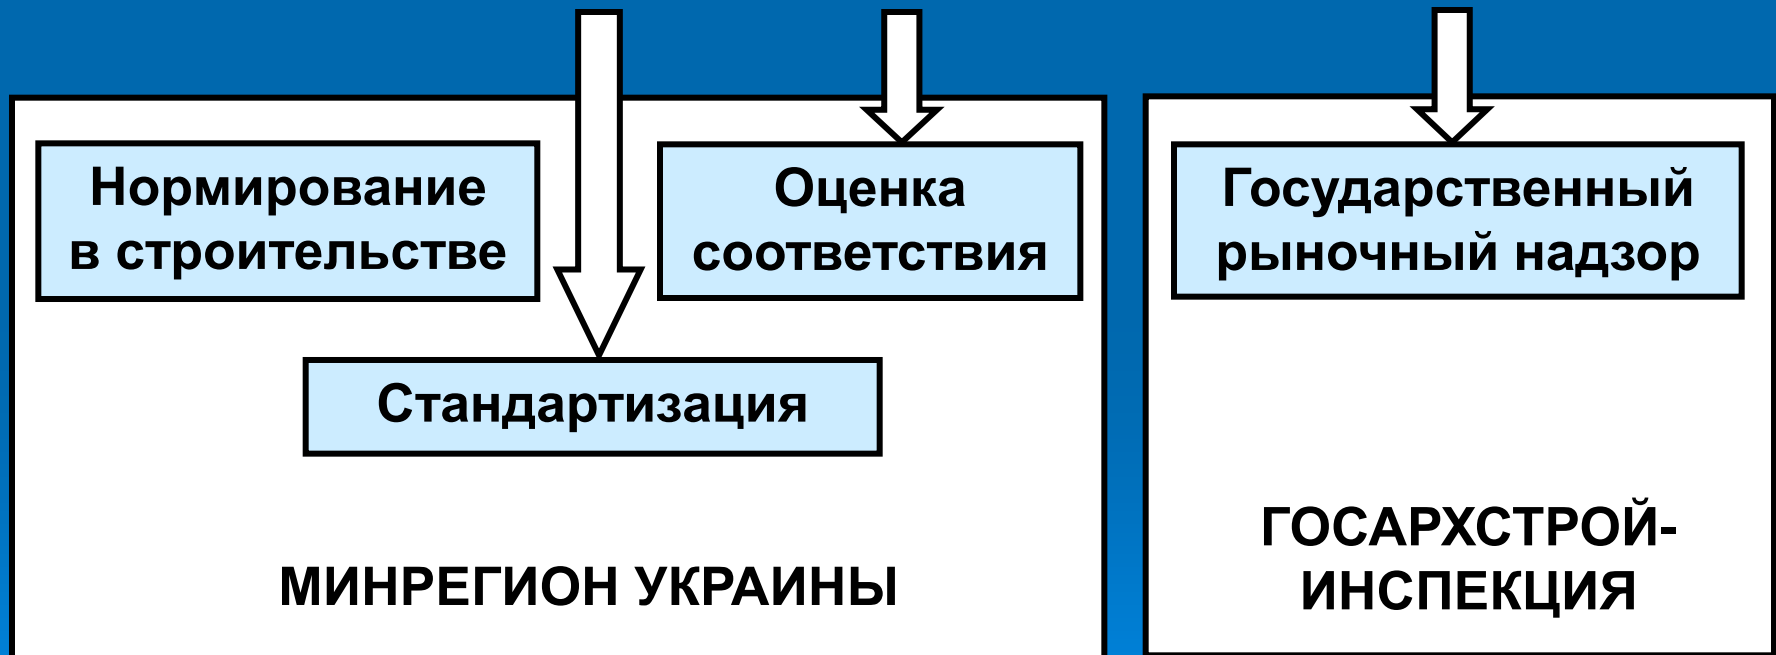 Нормирование
в строительстве
Оценка
соответствия
Стандартизация
МИНРЕГИОН УКРАИНЫ
Государственный
рыночный надзор
ГОСАРХСТРОЙ-
ИНСПЕКЦИЯ